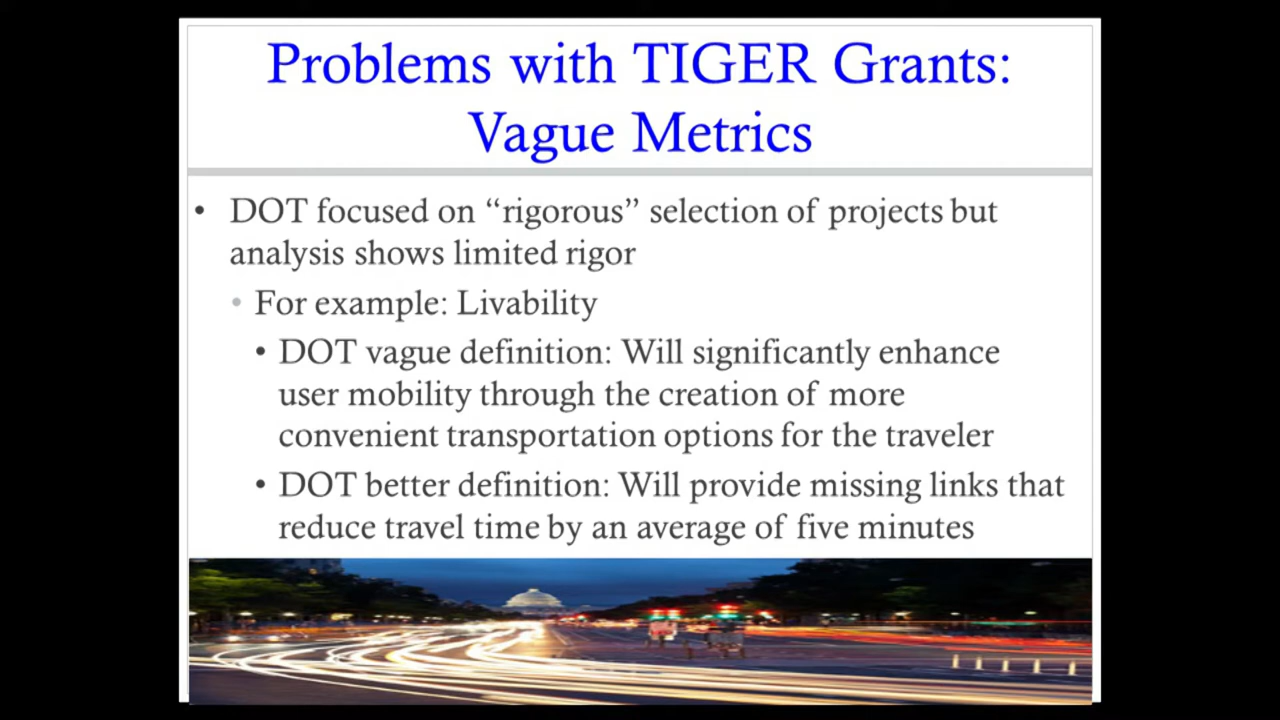 Problems with TIGER Grants:
Vague Metrics
• DOT focused on “rigorous” selection of projects but
analysis shows limited rigor
• For example: Livability
• DOT vague definition: Will significantly enhance
user mobility through the creation of more
convenient transportation options for the traveler
• DOT better definition: Will provide missing links that
reduce travel time by an average of five minutes